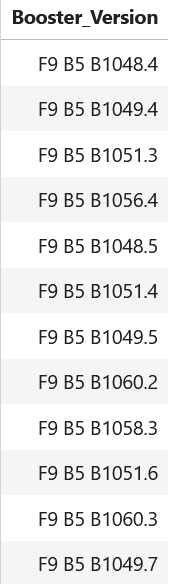 Booster_Version
F9 B5 B1048.4
F9 B5 B1049.4
F9 B5 B1051.3
F9 B5 B1056.4
F9 B5 B1048.5
F9 B5 B1051.4
F9 B5 B1049.5
F9 B5 B1060.2
F9 B5 B1058.3
F9 B5 B1051.6
F9 B5 B1060.3
F9 B5 B1049.7